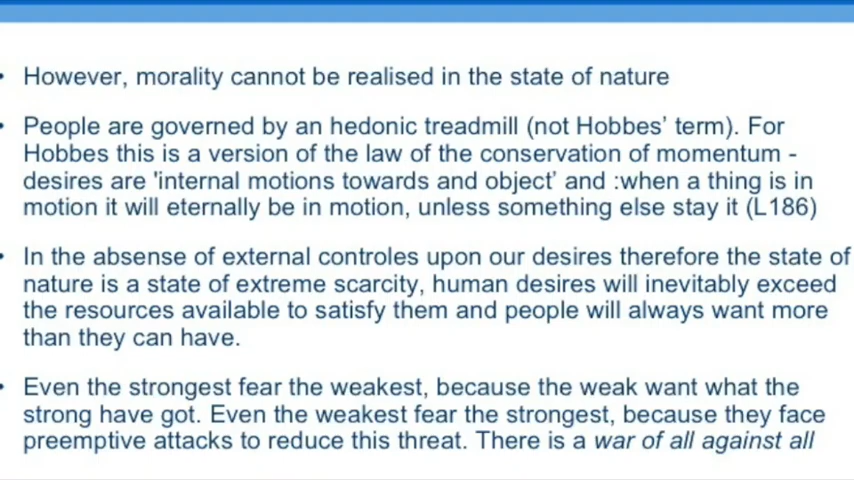 • However, morality cannot be realised in the state of nature
• People are governed by an hedonic treadmill (not Hobbes' term). For
Hobbes this is a version of the law of the conservation of momentum -
desires are 'internal motions towards and object' and :when a thing is in
motion it will eternally be in motion, unless something else stay it (L186)
• In the absense of external controles upon our desires therefore the state of
nature is a state of extreme scarcity, human desires will inevitably exceed
the resources available to satisfy them and people will always want more
than they can have.
• Even the strongest fear the weakest, because the weak want what the
strong have got. Even the weakest fear the strongest, because they face
preemptive attacks to reduce this threat. There is a war of all against all